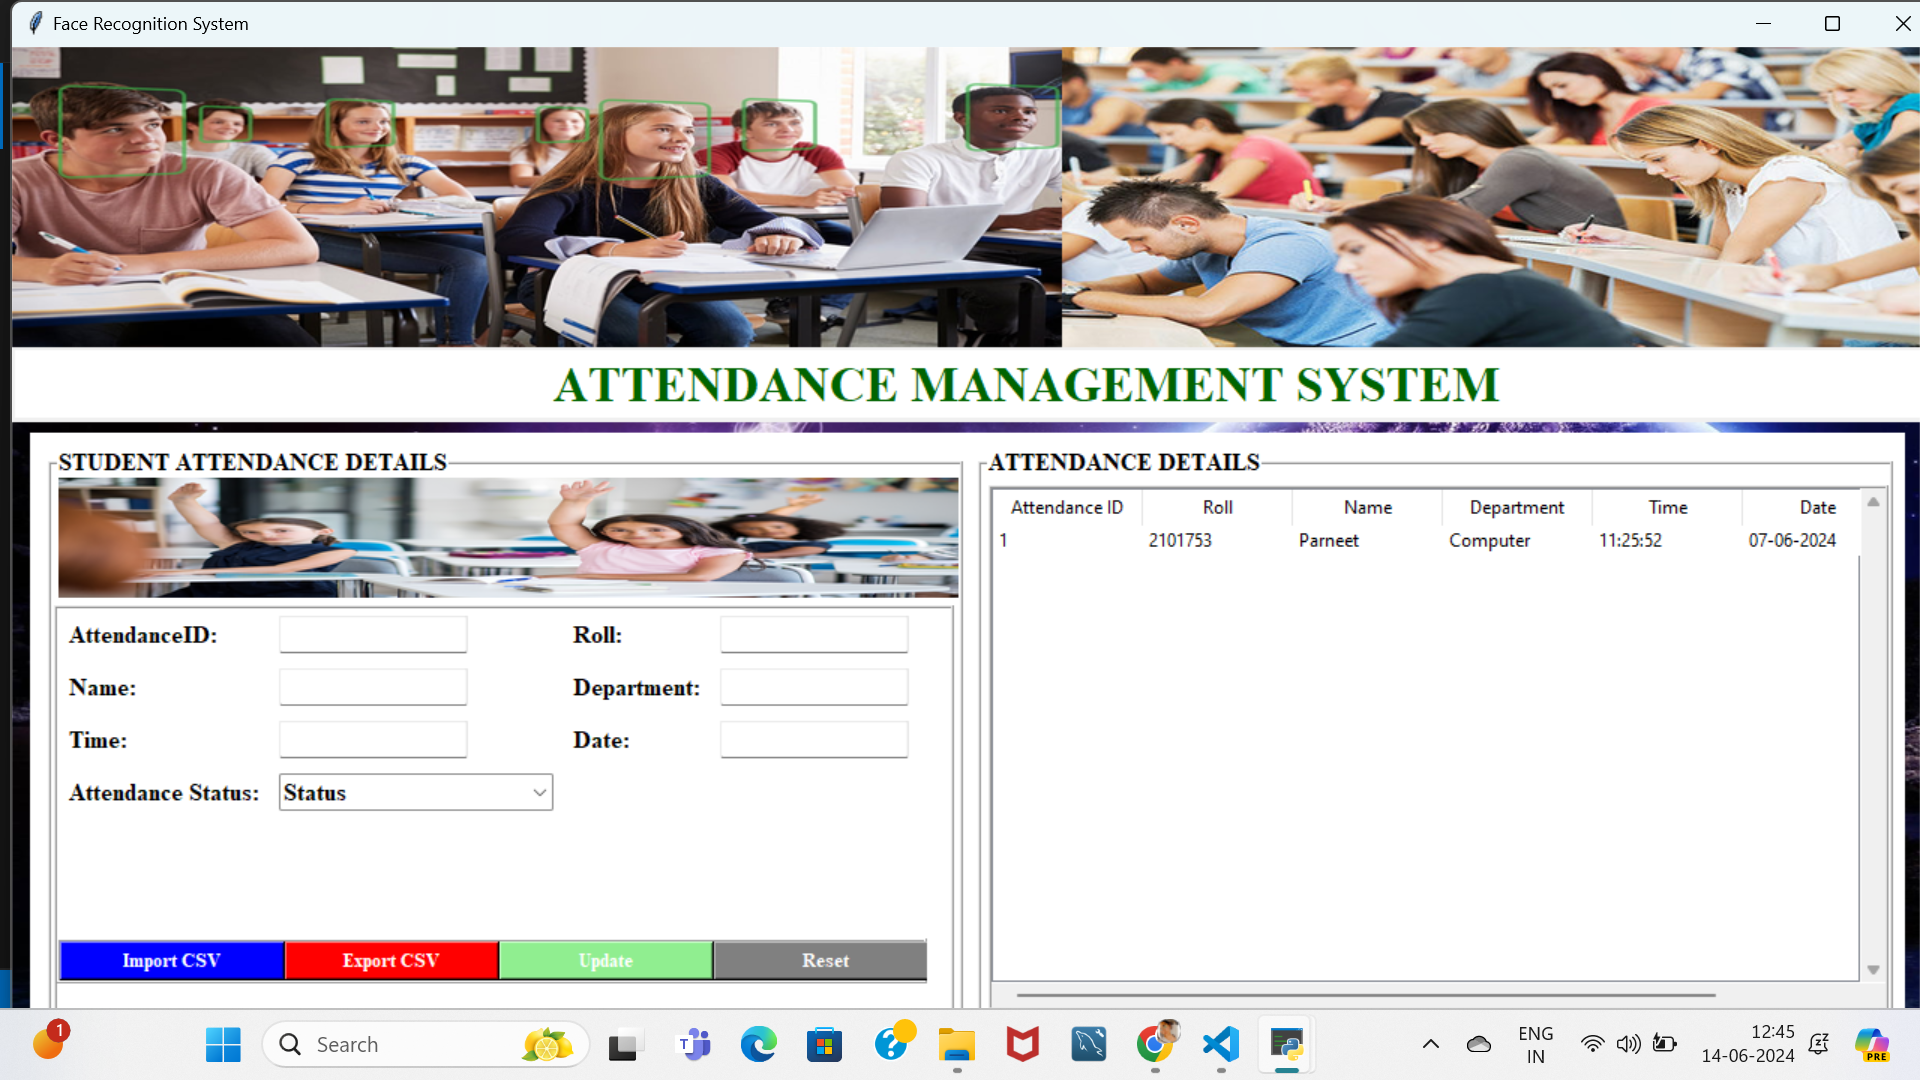 Face Recognition System
ATTENDANCE MANAGEMENT SYSTEM
STUDENT ATTENDANCE DETAILS
AttendanceID:
Roll:
Name:
Department:
Time:
Date:
Attendance Status:
Status
Import CSV
Export CSV
Update
Reset
ATTENDANCE DETAILS
Attendance ID Roll Name Department Time Date
1 2101753 Parneet Computer 11:25:52 07-06-2024
1
Search
T
ENG
IN
12:45
14-06-2024
PRE